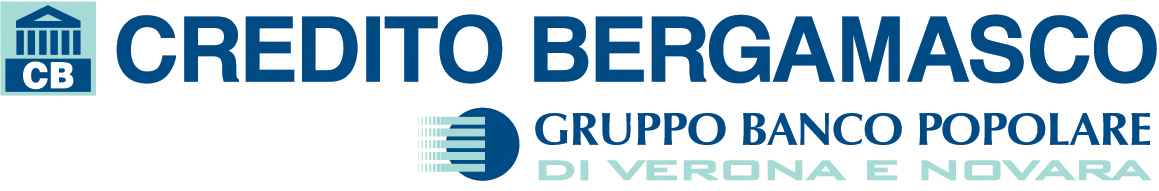 CB CREDITO BERGAMASCO
GRUPPO BANCO POPOLARE
DI VERONA E NOVARA